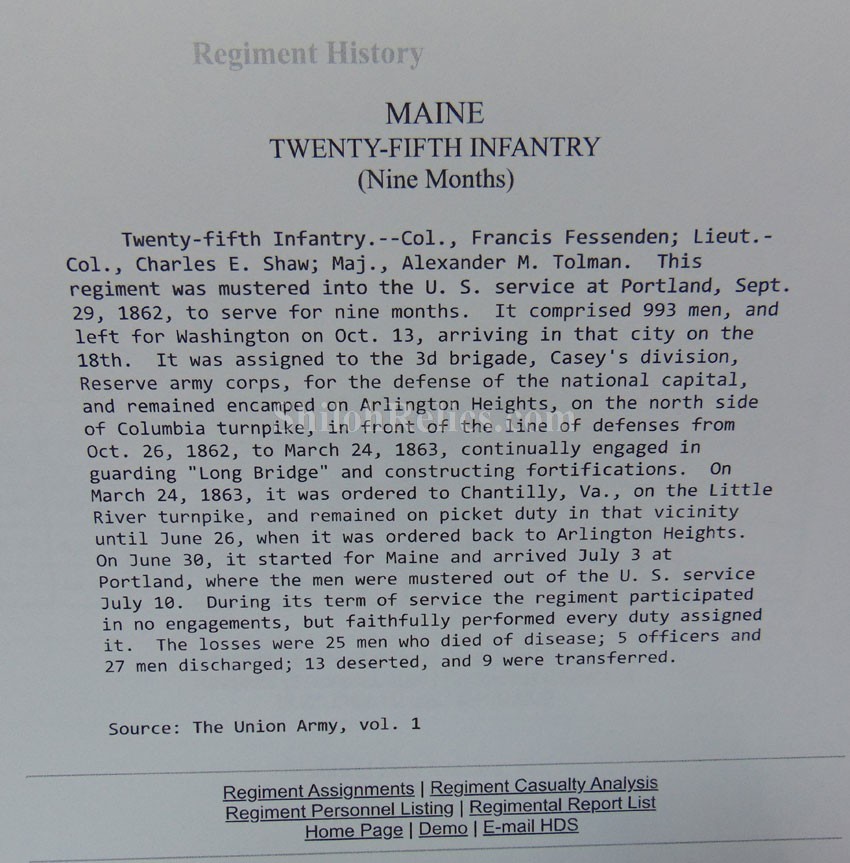 Regiment History
MAINE
TWENTY-FIFTH INFANTRY
(Nine Months)
Twenty-fifth Infantry.--Col., Francis Fessenden; Lieut.-
Col., Charles E. Shaw; Maj., Alexander M. Tolman.  This
regiment was mustered into the U. S. service at Portland, Sept.
29, 1862, to serve for nine months.  It comprised 993 men, and
left for Washington on Oct. 13, arriving in that city on the
18th.  It was assigned to the 3d brigade, Casey's division,
Reserve army corps, for the defense of the national capital,
and remained encamped on Arlington Heights, on the north side
ShilohRelics.com
of Columbia turnpike, in front of the line of defenses from
Oct. 26, 1862, to March 24, 1863, continually engaged in
guarding "Long Bridge" and constructing fortifications.  On
March 24, 1863, it was ordered to Chantilly, Va., on the Little
River turnpike, and remained on picket duty in that vicinity
until June 26, when it was ordered back to Arlington Heights.
On June 30, it started for Maine and arrived July 3 at
Portland, where the men were mustered out of the U. S. service
July 10.  During its term of service the regiment participated
in no engagements, but faithfully performed every duty assigned
it.  The losses were 25 men who died of disease; 5 officers and
27 men discharged; 13 deserted, and 9 were transferred.
Source: The Union Army, vol. 1
Regiment Assignments | Regiment Casualty Analysis
Regiment Personnel Listing | Regimental Report List
Home Page | Demo | E-mail HDS